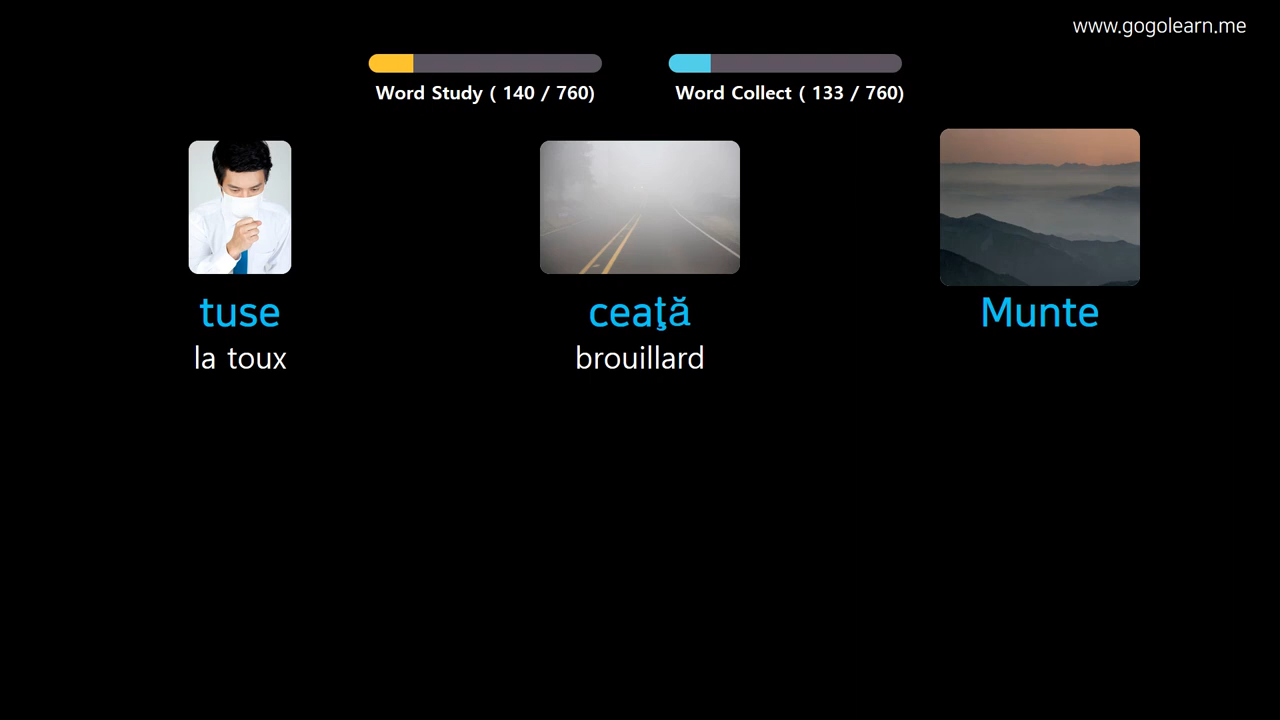 www.gogolearn.me
Word Study ( 140 / 760)
Word Collect ( 133 / 760)
tuse
la toux
ceaţă
brouillard
Munte